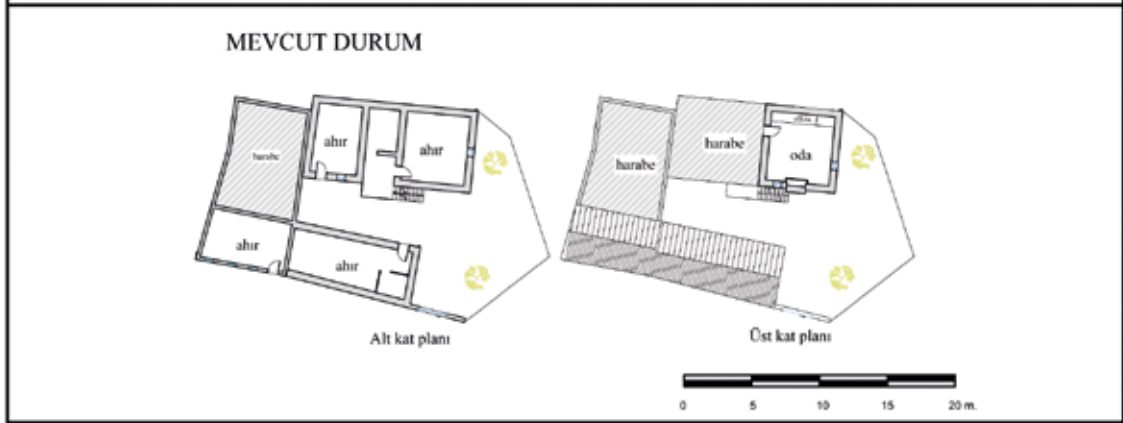 MEVCUT DURUM
harabe
ahır
ahır
ahır
ahır
Alt kat planı
harabe
harabe
oda
Üst kat planı
0 5 10 15 20 m.